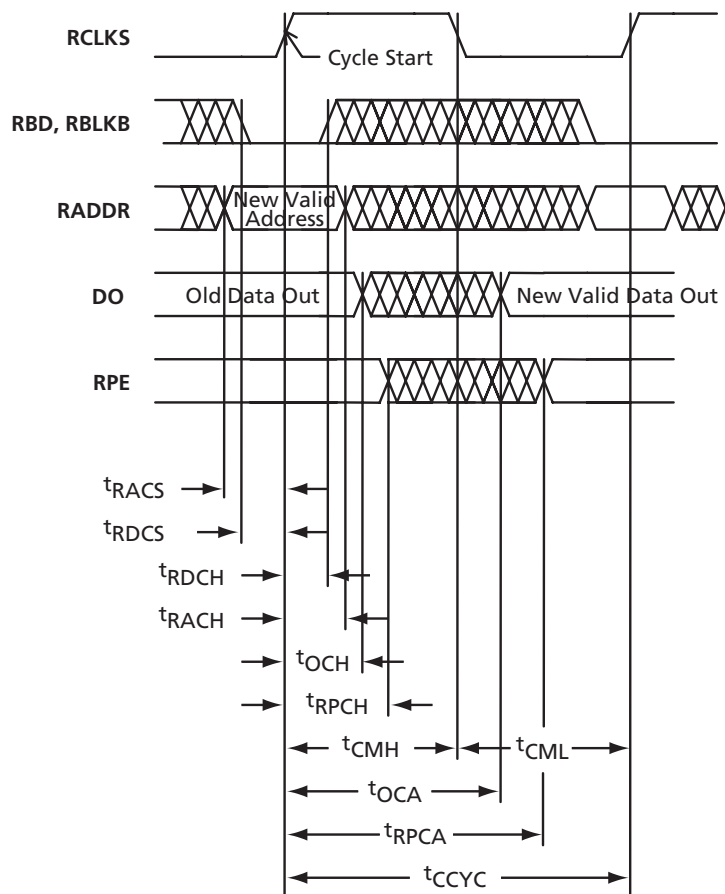 RCLKS
Cycle Start
RBD, RBLKB
RADDR
New Valid
Address
DO
Old Data Out
New Valid Data Out
RPE
tRACS
tRDCS
tRDCH
tRACH
tOCH
tRPCH
tCMH
tCML
tOCA
tRPCA
tCCYC